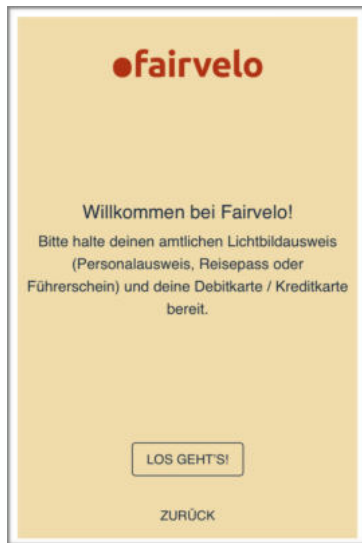 fairvelo
Willkommen bei Fairvelo!
Bitte halte deinen amtlichen Lichtbildausweis
(Personalausweis, Reisepass oder
Führerschein) und deine Debitkarte / Kreditkarte
bereit.
LOS GEHT'S!
ZURÜCK